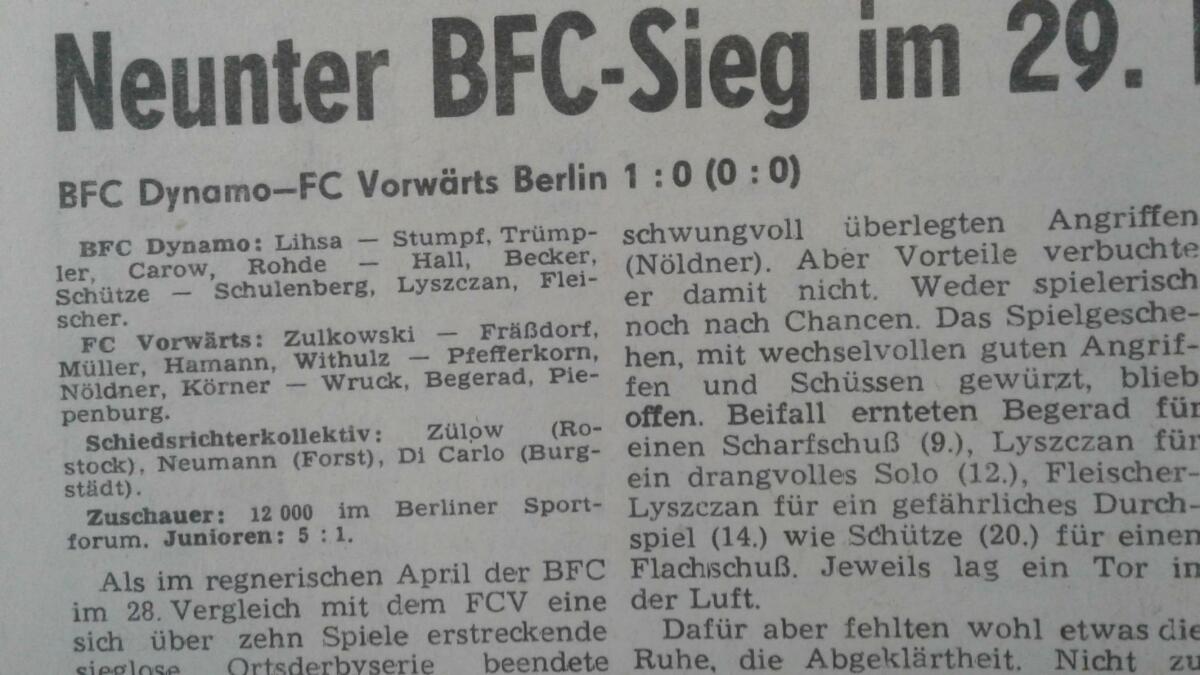 Neunter BFC-Sieg im 29.
BFC Dynamo—FC Vorwärts Berlin 1 : 0 (0 : 0)
BFC Dynamo: Lihsa — Stumpf, Trümp-
ler, Carow, Rohde — Hall, Becker,
Schütze — Schulenberg, Lyszczan, Flei-
scher.
FC Vorwärts: Zulkowski — Fräßdorf,
Müller, Hamann, Withulz — Pfefferkorn,
Nöldner, Körner — Wruck, Begerad, Pie-
penburg.
Schiedsrichterkollektiv: Zülow (Ro-
stock), Neumann (Forst), Di Carlo (Burg-
städt).
Zuschauer: 12 000 im Berliner Sport-
forum. Junioren: 5 : 1.
Als im regnerischen April der BFC
im 28. Vergleich mit dem FCV eine
sich über zehn Spiele erstreckende
sieglose Ortsderbyserie beendete
schwungvoll überlegten Angriffen
(Nöldner). Aber Vorteile verbuchte
er damit nicht. Weder spielerisch
noch nach Chancen. Das Spielgesche-
hen, mit wechselvollen guten Angrif-
fen und Schüssen gewürzt, blieb
offen. Beifall ernteten Begerad für
einen Scharfschuß (9.), Lyszczan für
ein drangvolles Solo (12.), Fleischer-
Lyszczan für ein gefährliches Durch-
spiel (14.) wie Schütze (20.) für einen
Flachschuß. Jeweils lag ein Tor in
der Luft.
Dafür aber fehlten wohl etwas die
Ruhe, die Abgeklärtheit. Nicht zu